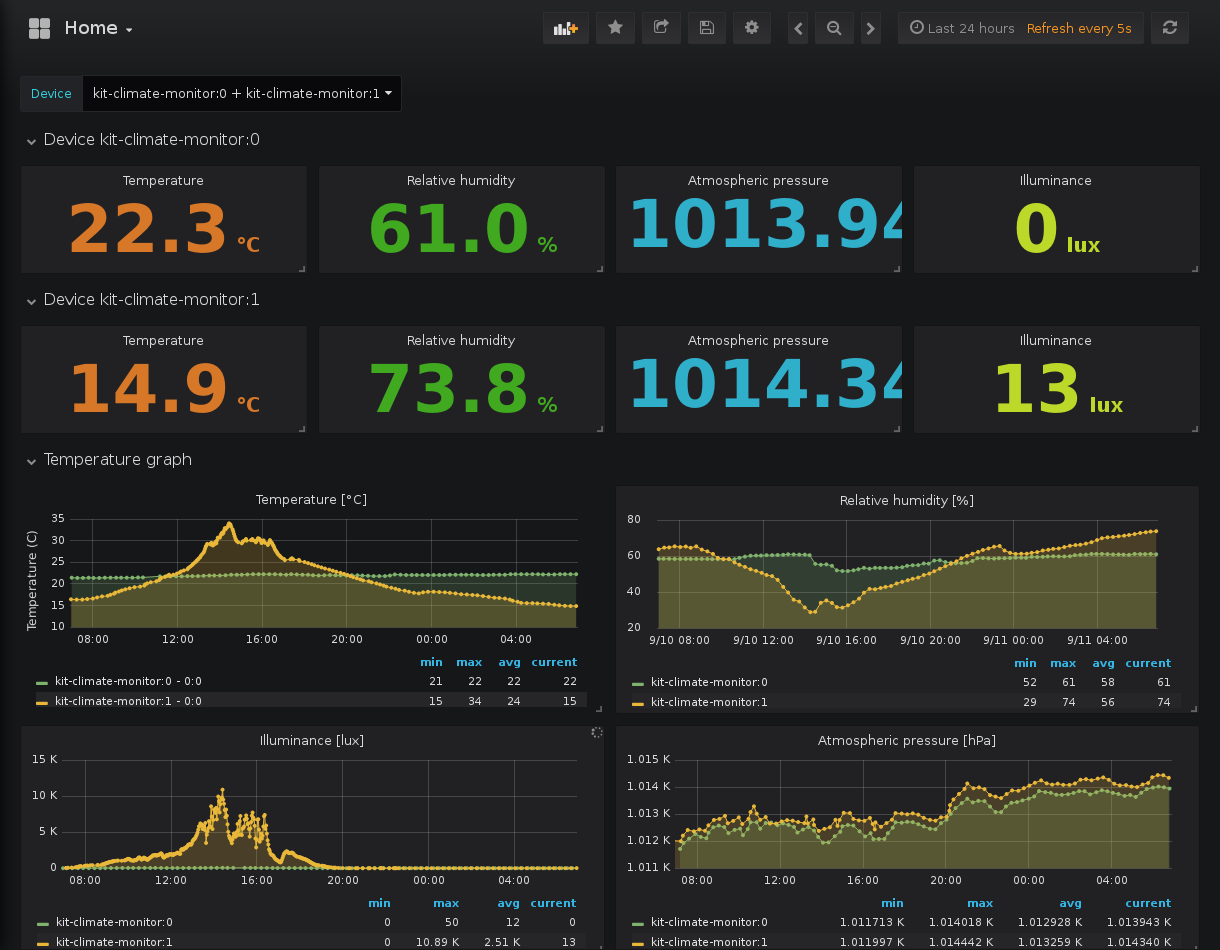 Home
Last 24 hours Refresh every 5s
Device kit-climate-monitor:0 + kit-climate-monitor:1
Device kit-climate-monitor:0
Temperature Relative humidity Atmospheric pressure Illuminance
22.3 °C 61.0 % 1013.94 0 lux
Device kit-climate-monitor:1
Temperature Relative humidity Atmospheric pressure Illuminance
14.9 °C 73.8 % 1014.34 13 lux
Temperature graph
Temperature [°C]
Temperature (C)
35
30
25
20
15
10
08:00 12:00 16:00 20:00 00:00 04:00
min max avg current
kit-climate-monitor:0 - 0:0 21 22 22 22
kit-climate-monitor:1 - 0:0 15 34 24 15
Relative humidity [%]
80
60
40
20
9/10 08:00 9/10 12:00 9/10 16:00 9/10 20:00 9/11 00:00 9/11 04:00
min max avg current
kit-climate-monitor:0 52 61 58 61
kit-climate-monitor:1 29 74 56 74
Illuminance [lux]
15 K
10 K
5 K
0
08:00 12:00 16:00 20:00 00:00 04:00
min max avg current
kit-climate-monitor:0 0 50 12 0
kit-climate-monitor:1 0 10.89 K 2.51 K 13
Atmospheric pressure [hPa]
1.015 K
1.014 K
1.013 K
1.012 K
1.011 K
08:00 12:00 16:00 20:00 00:00 04:00
min max avg current
kit-climate-monitor:0 1.011713 K 1.014018 K 1.012928 K 1.013943 K
kit-climate-monitor:1 1.011997 K 1.014442 K 1.013259 K 1.014340 K